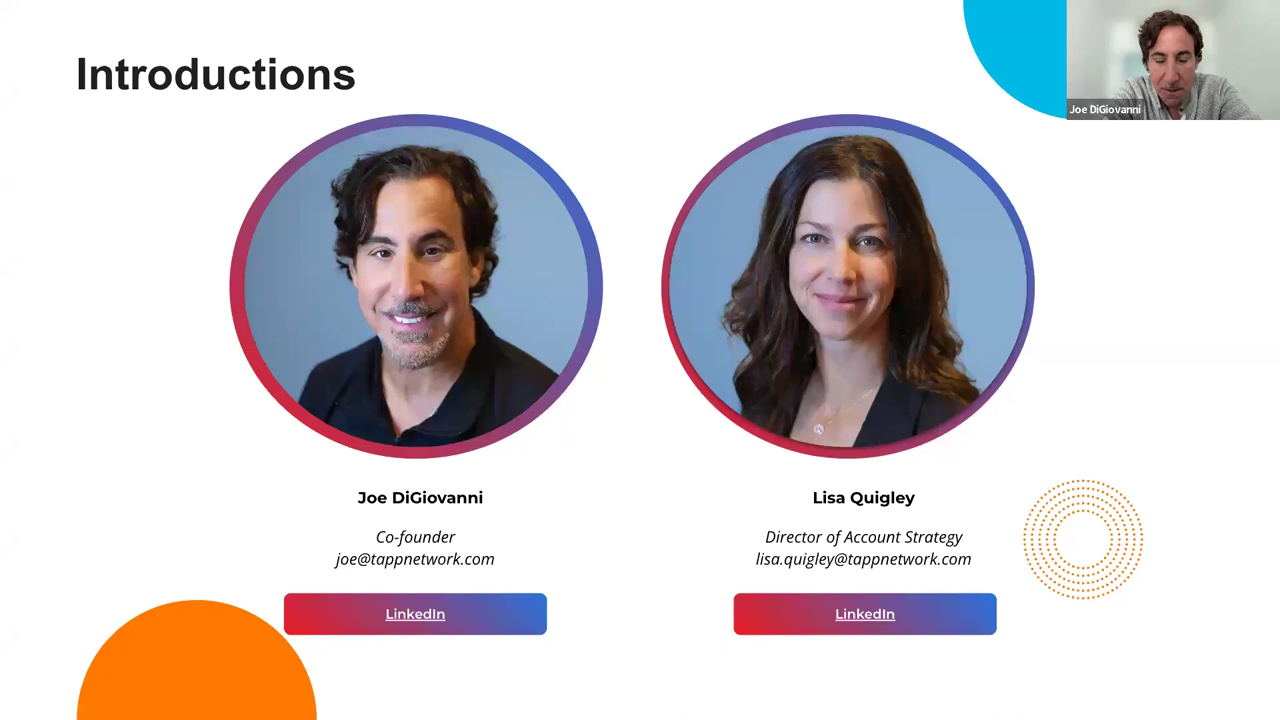 Introductions
Joe DiGiovanni
Joe DiGiovanni
Co-founder
joe@tappnetwork.com
LinkedIn
Lisa Quigley
Director of Account Strategy
lisa.quigley@tappnetwork.com
LinkedIn